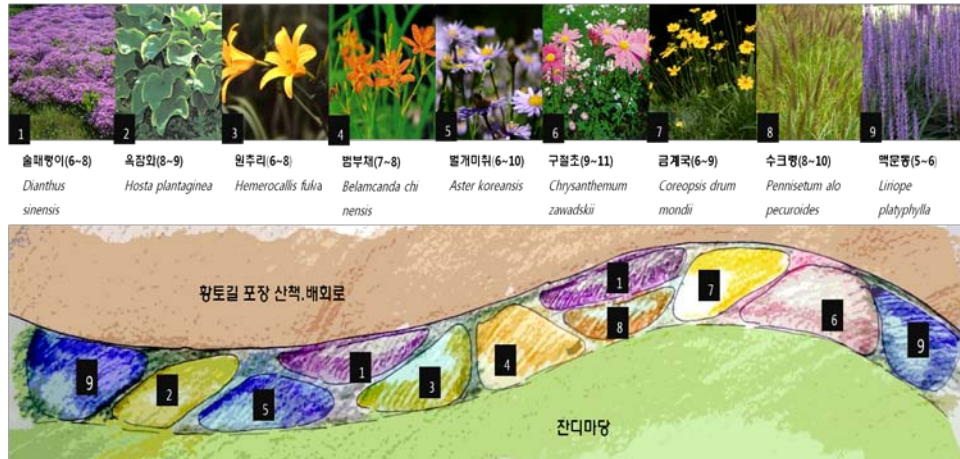 1 2 3 4 5 6 7 8 9
술패랭이(6~8) 옥잠화(8~9) 원추리(6~8) 범부채(7~8) 벌개미취(6~10) 구절초(9~11) 금계국(6~9) 수크령(8~10) 맥문동(5~6)
Dianthus Hosta plantaginea Hemerocallis fulva Belamcanda chi Aster koreansis Chrysanthemum Coreopsis drum Pennisetum alo Liriope
sinensis nensis zawadskii mondii pecuroides platyphylla
황토길 포장 산책.배회로
1 7
8 6
9 2 5 1 3 4 9
잔디마당